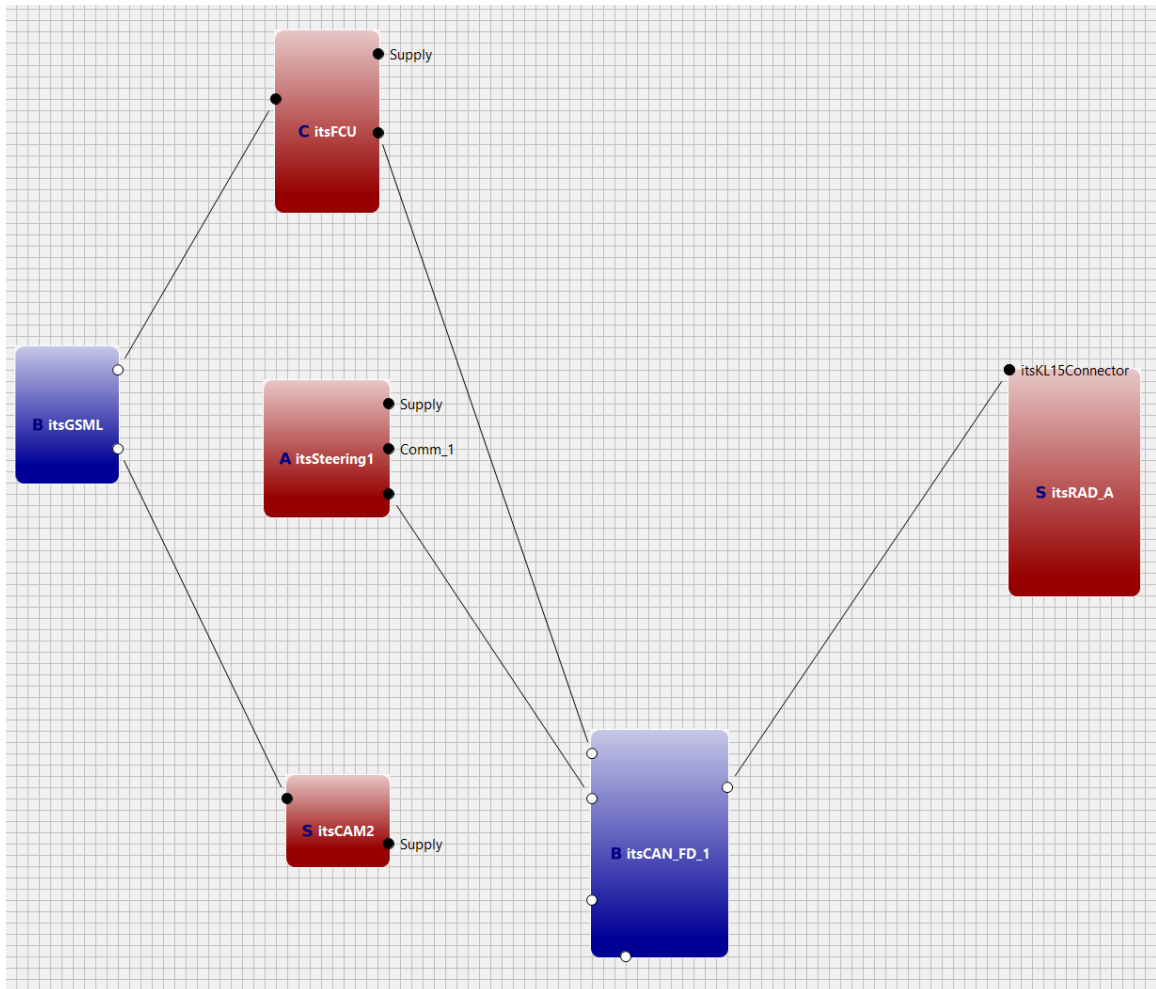 Supply
C itsFCU
itsKL15Connector
Supply
B itsGSML
Comm_1
A itsSteering1
S itsRAD_A
S itsCAM2
Supply
B itsCAN_FD_1